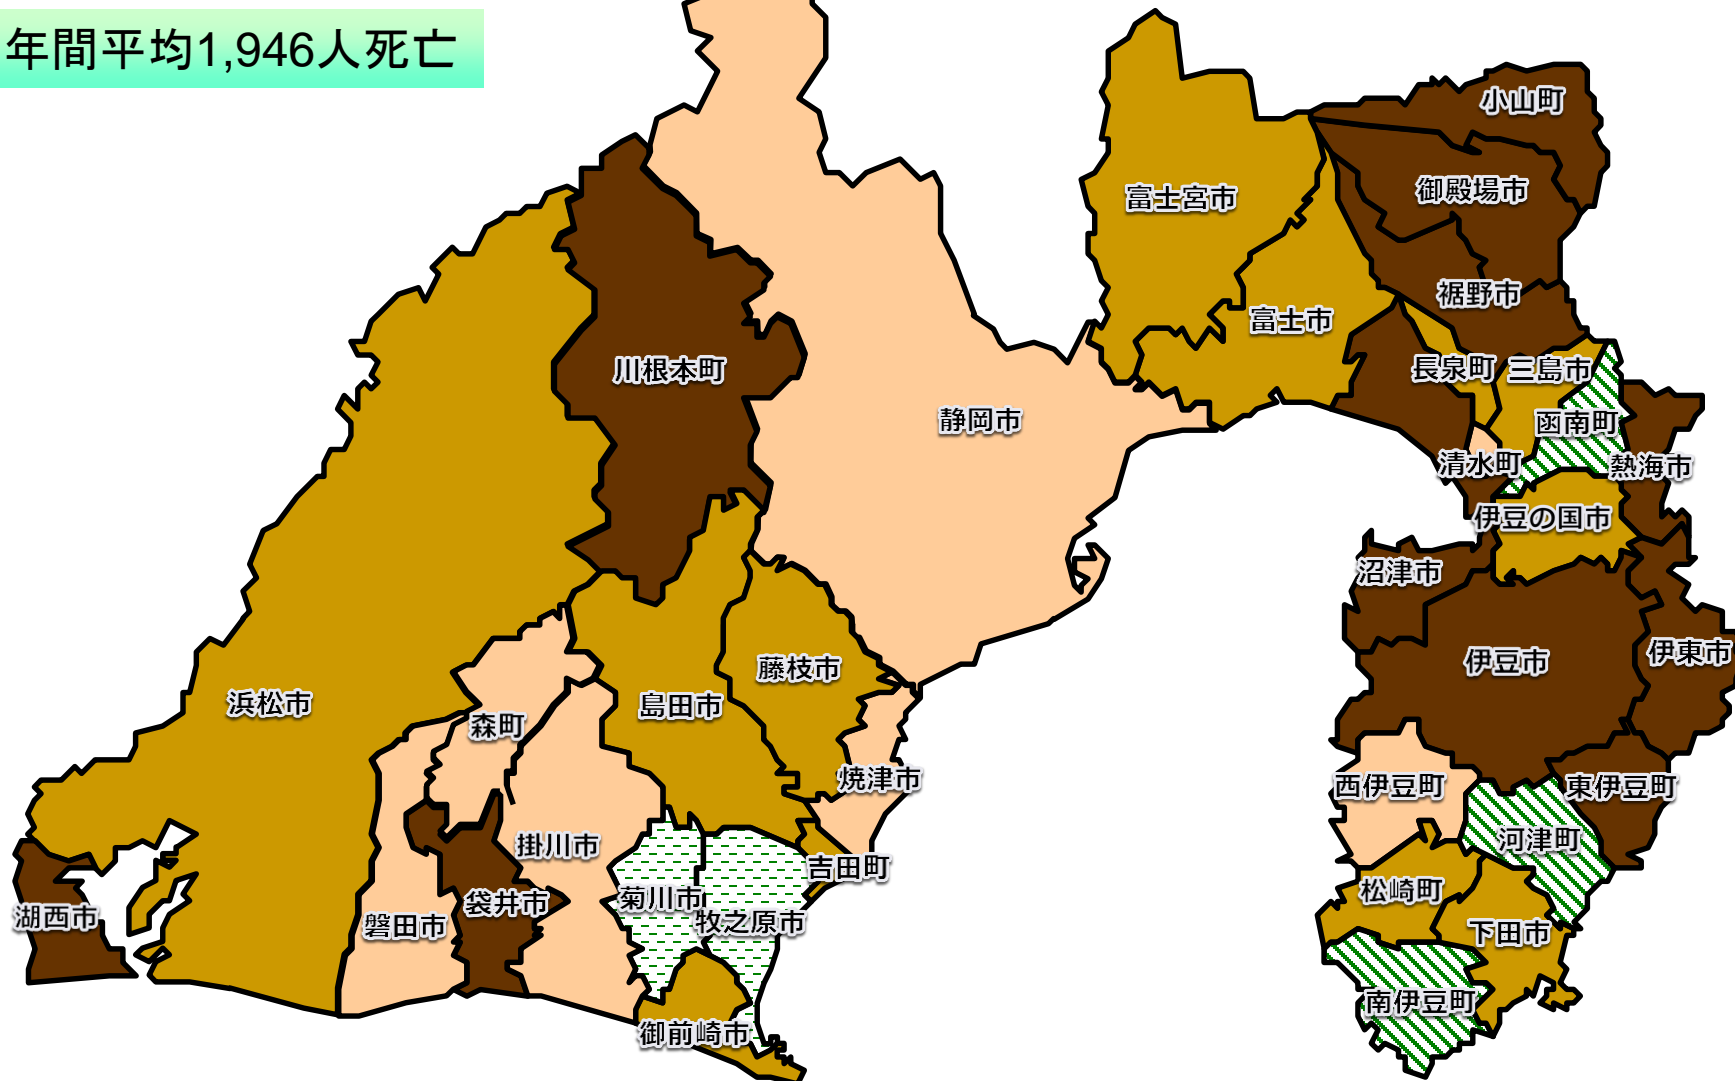 年間平均1,946人死亡
小山町
御殿場市
富士宮市
裾野市
富士市
川根本町
長泉町
三島市
静岡市
函南町
清水町
熱海市
伊豆の国市
沼津市
伊東市
伊豆市
藤枝市
浜松市
島田市
森町
焼津市
西伊豆町
東伊豆町
掛川市
河津町
吉田町
松崎町
菊川市
袋井市
湖西市
磐田市
牧之原市
下田市
南伊豆町
御前崎市